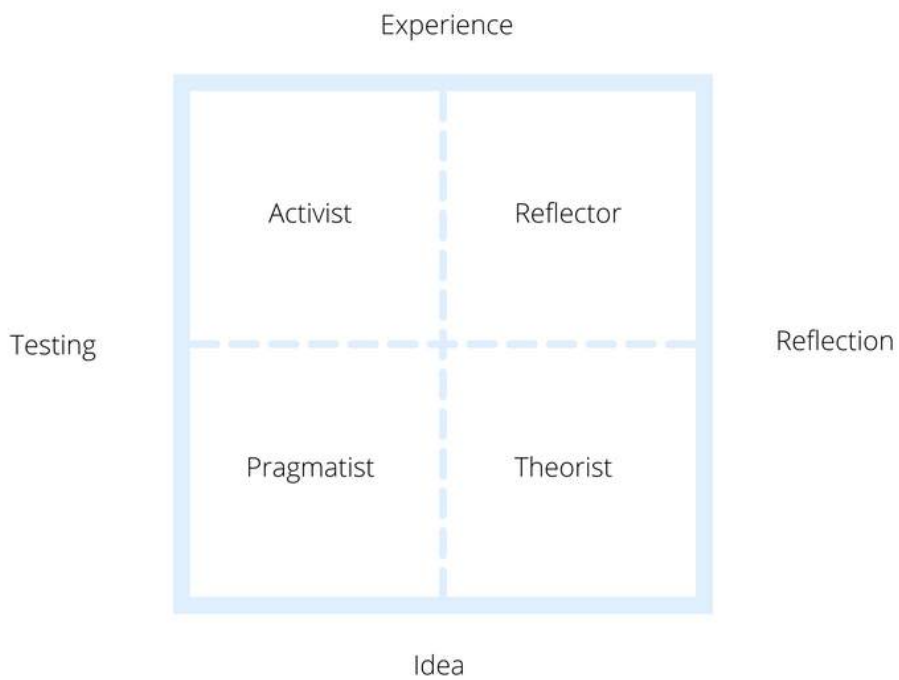 Experience
Activist
Reflector
Testing
Reflection
Pragmatist
Theorist
Idea